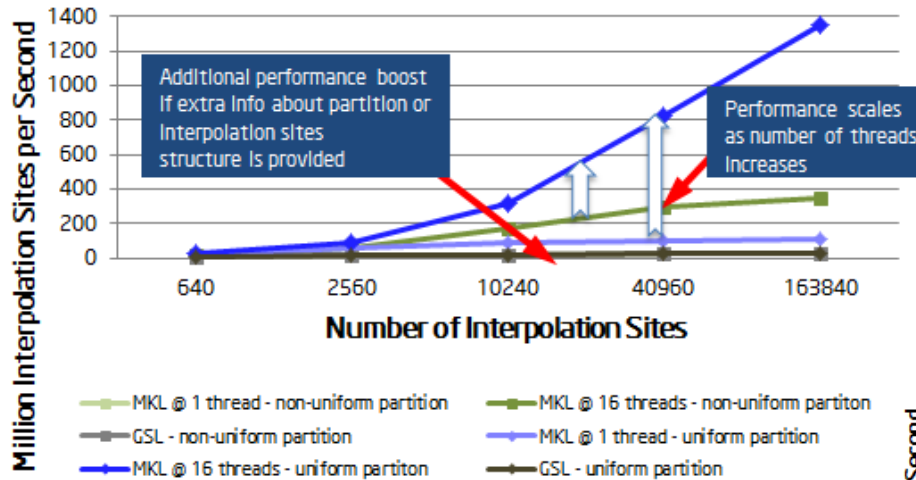 Million Interpolation Sites per Second
1400
1200
1000
800
600
400
200
0
Additional performance boost
if extra info about partition or
interpolation sites
structure is provided
Performance scales
as number of threads
increases
640
2560
10240
40960
163840
Number of Interpolation Sites
MKL @ 1 thread - non-uniform partition
MKL @ 16 threads - non-uniform partiton
GSL - non-uniform partition
MKL @ 1 thread - uniform partition
MKL @ 16 threads - uniform partiton
GSL - uniform partition
Second